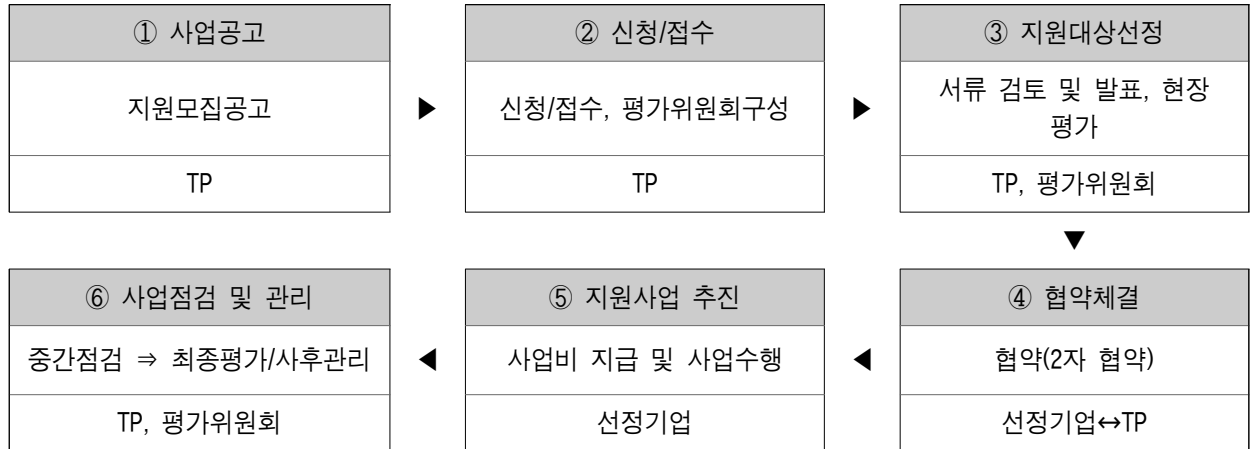 ① 사업공고
지원모집공고
TP
▶
② 신청/접수
신청/접수, 평가위원회구성
TP
▶
③ 지원대상선정
서류 검토 및 발표, 현장
평가
TP, 평가위원회
▼
④ 협약체결
협약(2자 협약)
선정기업↔TP
◀
⑤ 지원사업 추진
사업비 지급 및 사업수행
선정기업
◀
⑥ 사업점검 및 관리
중간점검 ⇒ 최종평가/사후관리
TP, 평가위원회